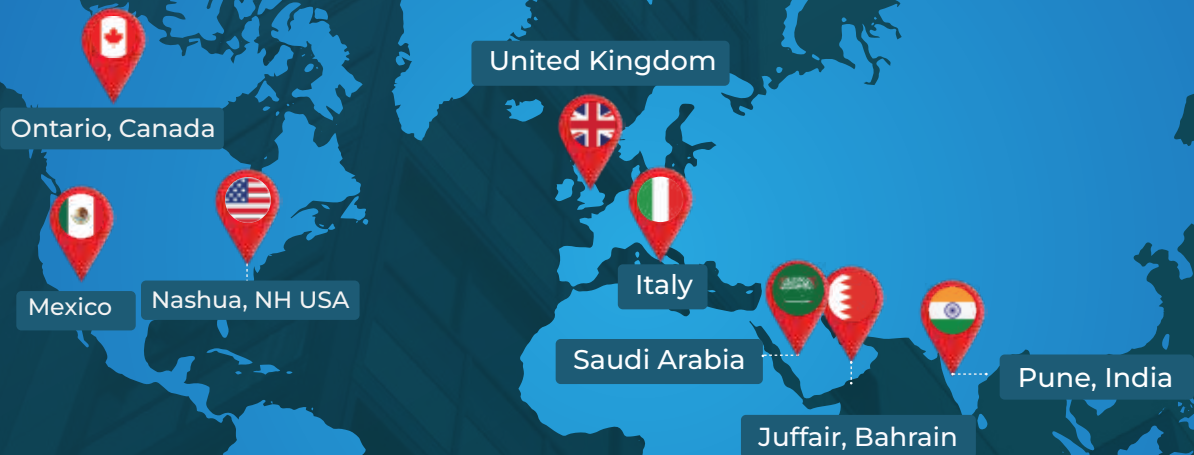 United Kingdom
Ontario, Canada
Italy
Mexico
Nashua, NH USA
Saudi Arabia
Pune, India
Juffair, Bahrain